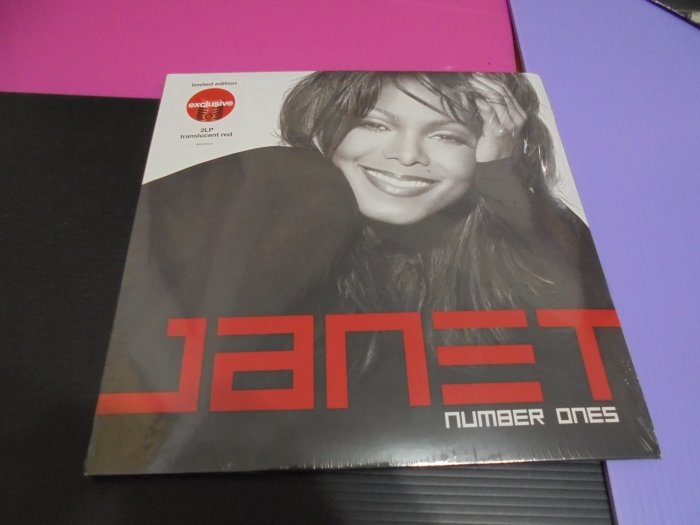 limited edition
exclusive
2LP
translucent red
JANET
NUMBER ONES